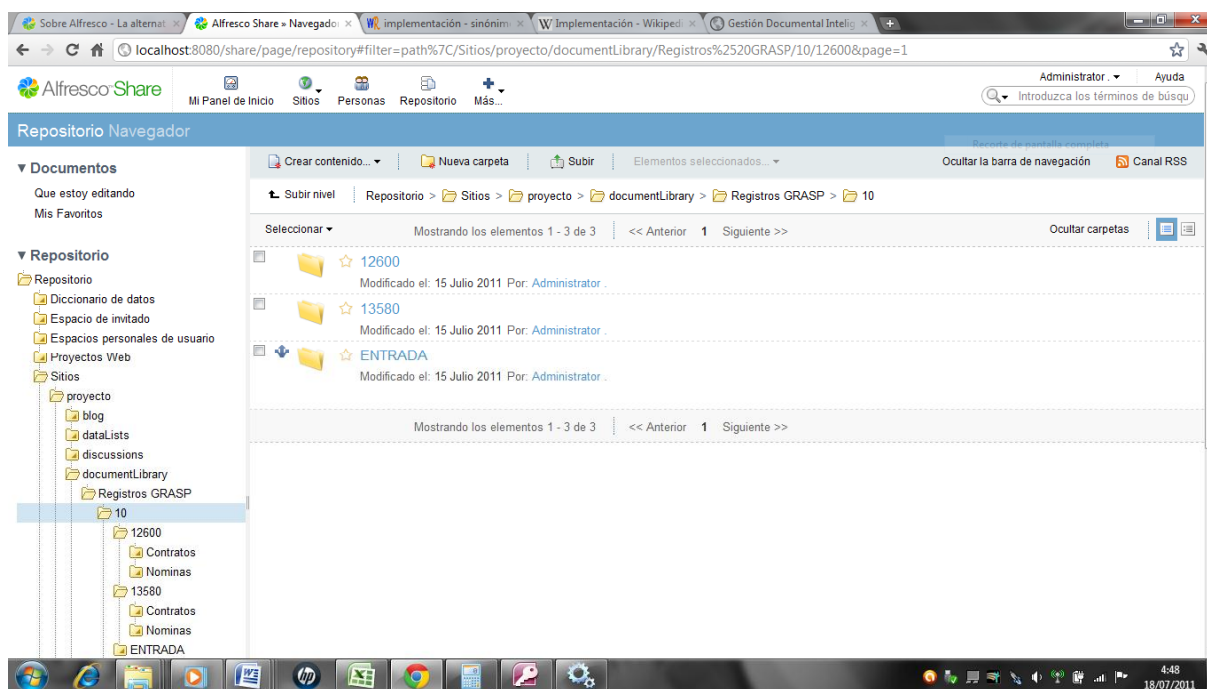 Sobre Alfresco - La alternat
Alfresco Share » Navegador
implementación - sinónimo
Implementación - Wikipedi
Gestión Documental Intelig
localhost:8080/share/page/repository#filter=path%7C/Sitios/proyecto/documentLibrary/Registros%2520GRASP/10/12600&page=1
Alfresco Share
Mi Panel de Inicio Sitios Personas Repositorio Más...
Administrator . Ayuda
Introduzca los términos de búsqu
Repositorio Navegador
Recorte de pantalla completa
Documentos
Que estoy editando
Mis Favoritos
Repositorio
Repositorio
Diccionario de datos
Espacio de invitado
Espacios personales de usuario
Proyectos Web
Sitios
proyecto
blog
dataLists
discussions
documentLibrary
Registros GRASP
10
12600
Contratos
Nominas
13580
Contratos
Nominas
ENTRADA
Crear contenido... Nueva carpeta Subir Elementos seleccionados... Ocultar la barra de navegación Canal RSS
Subir nivel Repositorio > Sitios > proyecto > documentLibrary > Registros GRASP > 10
Seleccionar Mostrando los elementos 1 - 3 de 3 << Anterior 1 Siguiente >> Ocultar carpetas
12600
Modificado el: 15 Julio 2011 Por: Administrator .
13580
Modificado el: 15 Julio 2011 Por: Administrator .
ENTRADA
Modificado el: 15 Julio 2011 Por: Administrator .
Mostrando los elementos 1 - 3 de 3 << Anterior 1 Siguiente >>
4:48
18/07/2011